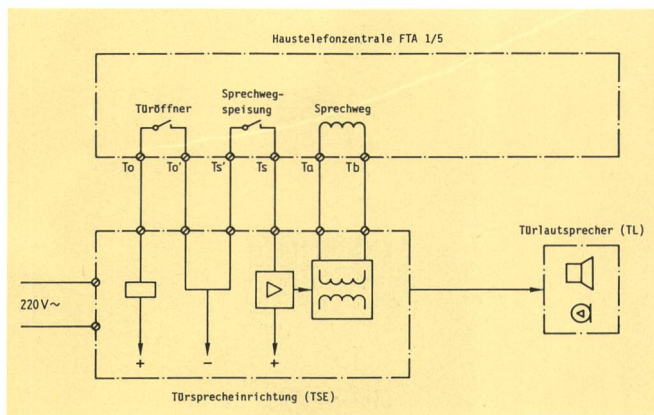 Haustelefonzentrale FTA 1/5
Türöffner
Sprechweg-
speisung
Sprechweg
To
To'
Ts'
Ts
Ta
Tb
Türlautsprecher (TL)
220V~
+
-
+
Türsprecheinrichtung (TSE)